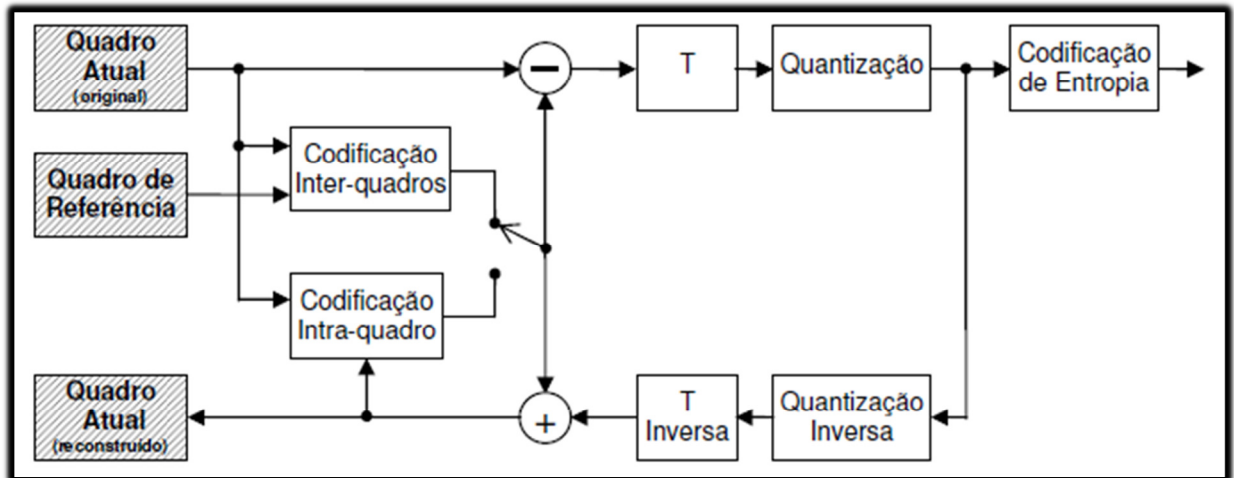 Quadro
Atual
(original)
T
Quantização
Codificação
de Entropia
Codificação
Inter-quadros
Quadro de
Referência
Codificação
Intra-quadro
Quadro
Atual
(reconstruído)
+
T
Inversa
Quantização
Inversa